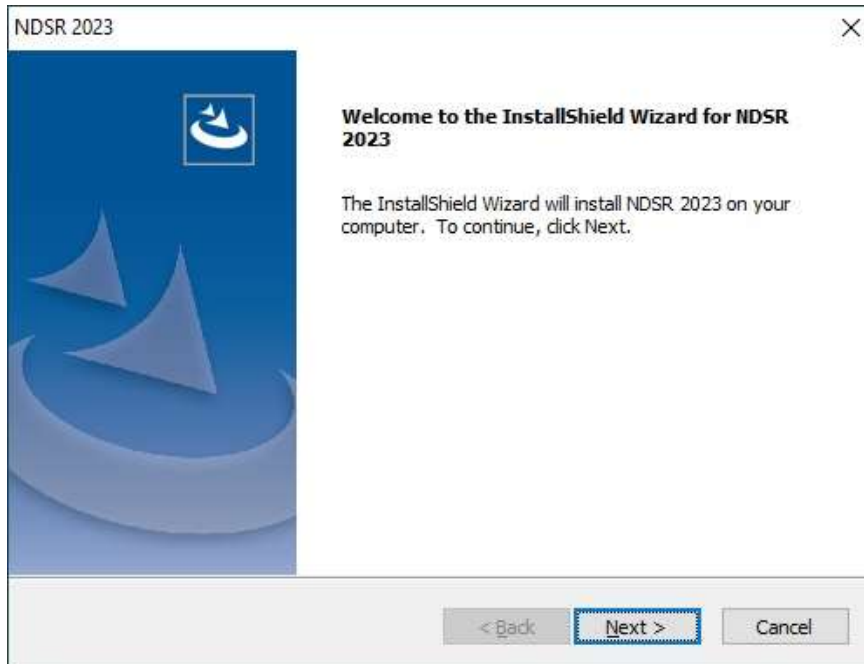 NDSR 2023
Welcome to the InstallShield Wizard for NDSR
2023
The InstallShield Wizard will install NDSR 2023 on your
computer.  To continue, click Next.
< Back
Next >
Cancel